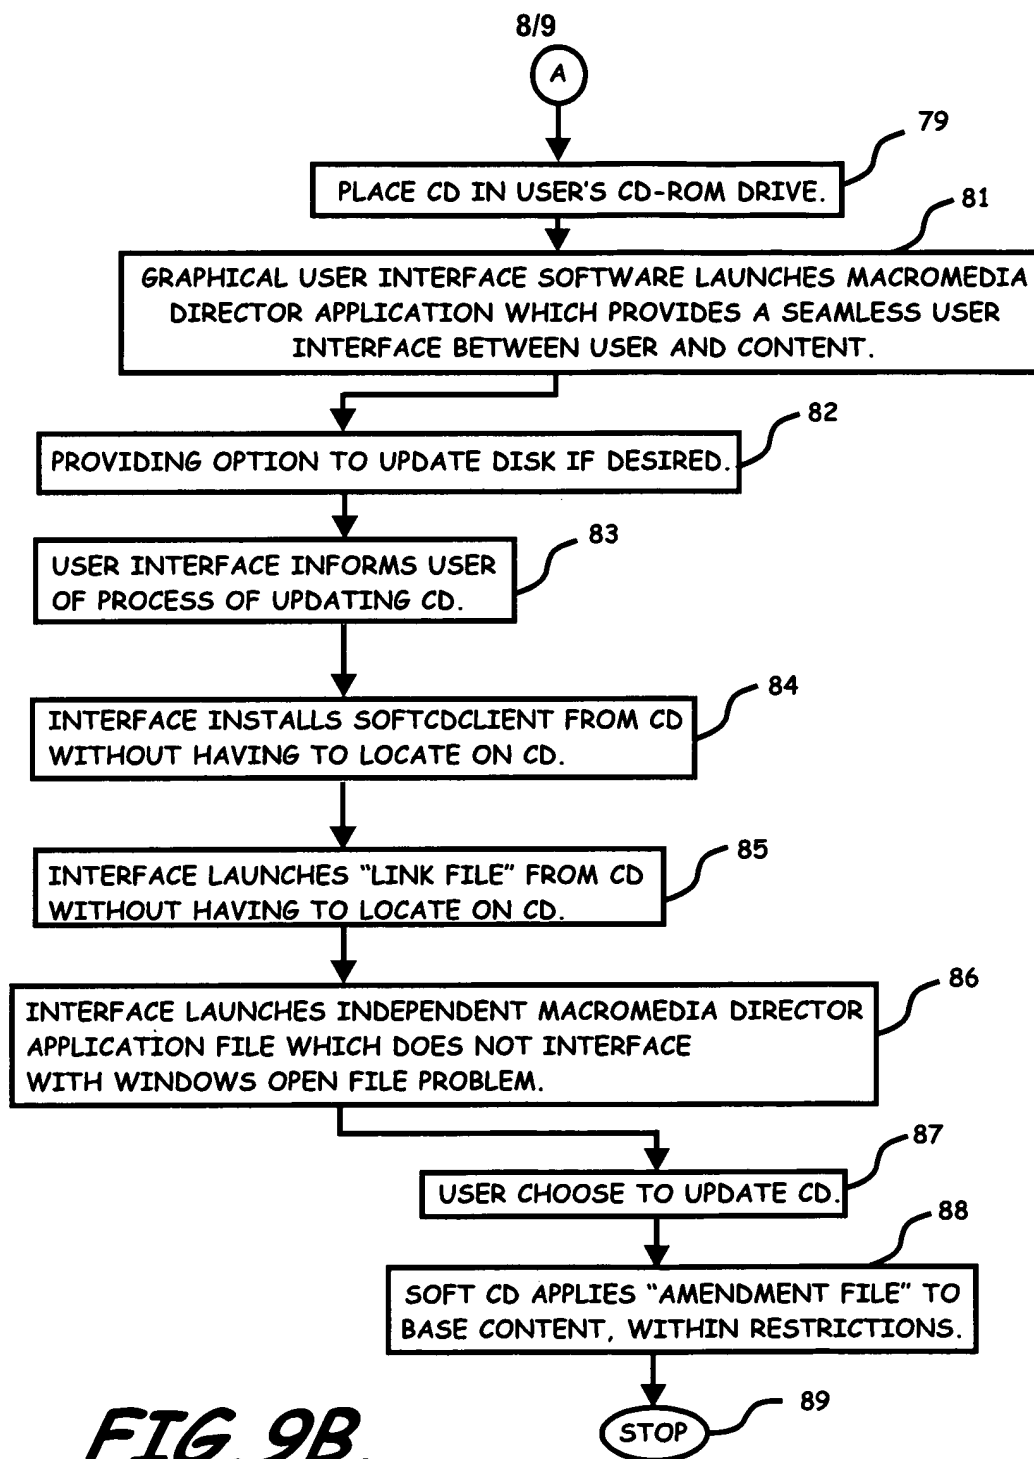 8/9
A
79
PLACE CD IN USER'S CD-ROM DRIVE.
81
GRAPHICAL USER INTERFACE SOFTWARE LAUNCHES MACROMEDIA
DIRECTOR APPLICATION WHICH PROVIDES A SEAMLESS USER
INTERFACE BETWEEN USER AND CONTENT.
82
PROVIDING OPTION TO UPDATE DISK IF DESIRED.
83
USER INTERFACE INFORMS USER
OF PROCESS OF UPDATING CD.
84
INTERFACE INSTALLS SOFTCDCLIENT FROM CD
WITHOUT HAVING TO LOCATE ON CD.
85
INTERFACE LAUNCHES "LINK FILE" FROM CD
WITHOUT HAVING TO LOCATE ON CD.
86
INTERFACE LAUNCHES INDEPENDENT MACROMEDIA DIRECTOR
APPLICATION FILE WHICH DOES NOT INTERFACE
WITH WINDOWS OPEN FILE PROBLEM.
87
USER CHOOSE TO UPDATE CD.
88
SOFT CD APPLIES "AMENDMENT FILE" TO
BASE CONTENT, WITHIN RESTRICTIONS.
89
STOP
FIG. 9B.